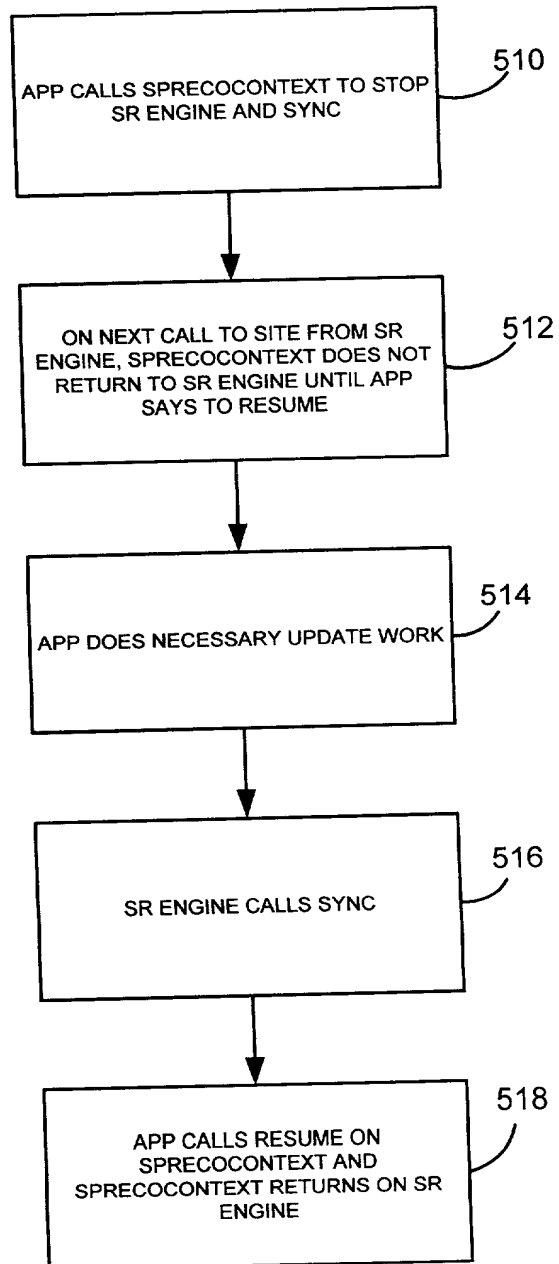 APP CALLS SPRECOCONTEXT TO STOP
SR ENGINE AND SYNC
510
ON NEXT CALL TO SITE FROM SR
ENGINE, SPRECOCONTEXT DOES NOT
RETURN TO SR ENGINE UNTIL APP
SAYS TO RESUME
512
APP DOES NECESSARY UPDATE WORK
514
SR ENGINE CALLS SYNC
516
APP CALLS RESUME ON
SPRECOCONTEXT AND
SPRECOCONTEXT RETURNS ON SR
ENGINE
518